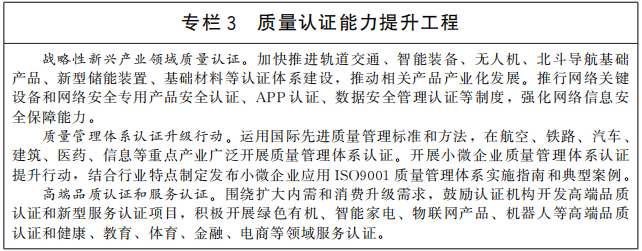 专栏 3 质量认证能力提升工程
战略性新兴产业领域质量认证。加快推进轨道交通、智能装备、无人机、北斗导航基础
产品、新型储能装置、基础材料等认证体系建设，推动相关产品产业化发展。推行网络关键
设备和网络安全专用产品安全认证、APP 认证、数据安全管理认证等制度，强化网络信息安
全保障能力。
质量管理体系认证升级行动。运用国际先进质量管理标准和方法，在航空、铁路、汽车、
建筑、医药、信息等重点产业广泛开展质量管理体系认证。开展小微企业质量管理体系认证
提升行动，结合行业特点制定发布小微企业应用 ISO9001 质量管理体系实施指南和典型案例。
高端品质认证和服务认证。围绕扩大内需和消费升级需求，鼓励认证机构开发高端品质
认证和新型服务认证项目，积极开展绿色有机、智能家电、物联网产品、机器人等高端品质
认证和健康、教育、体育、金融、电商等领域服务认证。